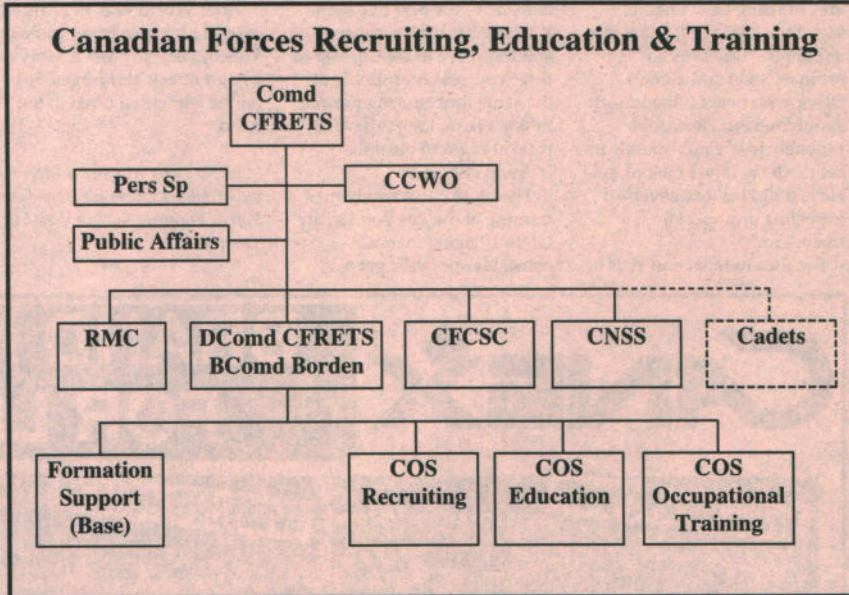 Canadian Forces Recruiting, Education & Training
Comd
CFRETS
Pers Sp
CCWO
Public Affairs
RMC
DComd CFRETS
BComd Borden
CFCSC
CNSS
Cadets
Formation
Support
(Base)
COS
Recruiting
COS
Education
COS
Occupational
Training